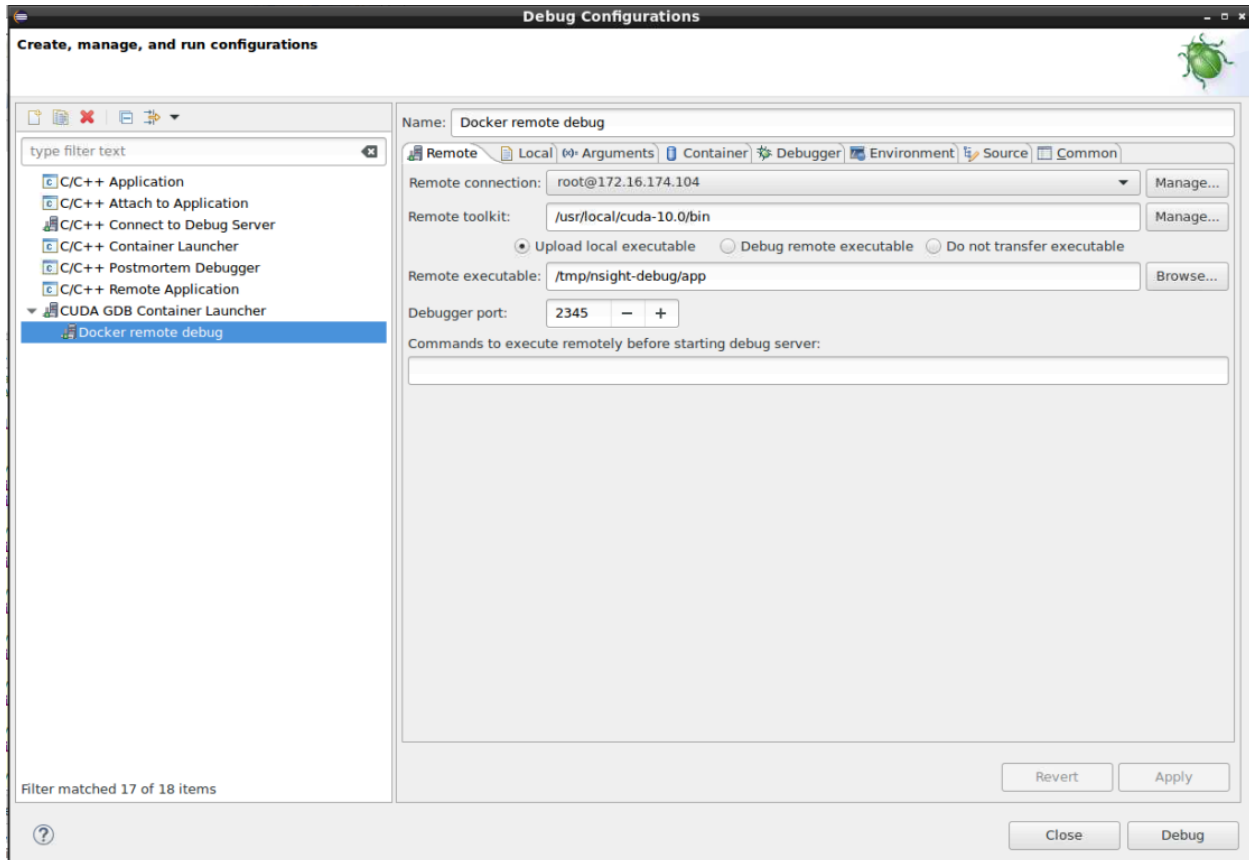 Debug Configurations
Create, manage, and run configurations
type filter text
C/C++ Application
C/C++ Attach to Application
C/C++ Connect to Debug Server
C/C++ Container Launcher
C/C++ Postmortem Debugger
C/C++ Remote Application
CUDA GDB Container Launcher
Docker remote debug
Filter matched 17 of 18 items
Name: Docker remote debug
Remote Local Arguments Container Debugger Environment Source Common
Remote connection: root@172.16.174.104 Manage...
Remote toolkit: /usr/local/cuda-10.0/bin Manage...
Upload local executable Debug remote executable Do not transfer executable
Remote executable: /tmp/nsight-debug/app Browse...
Debugger port: 2345 − +
Commands to execute remotely before starting debug server:
Revert Apply
Close Debug